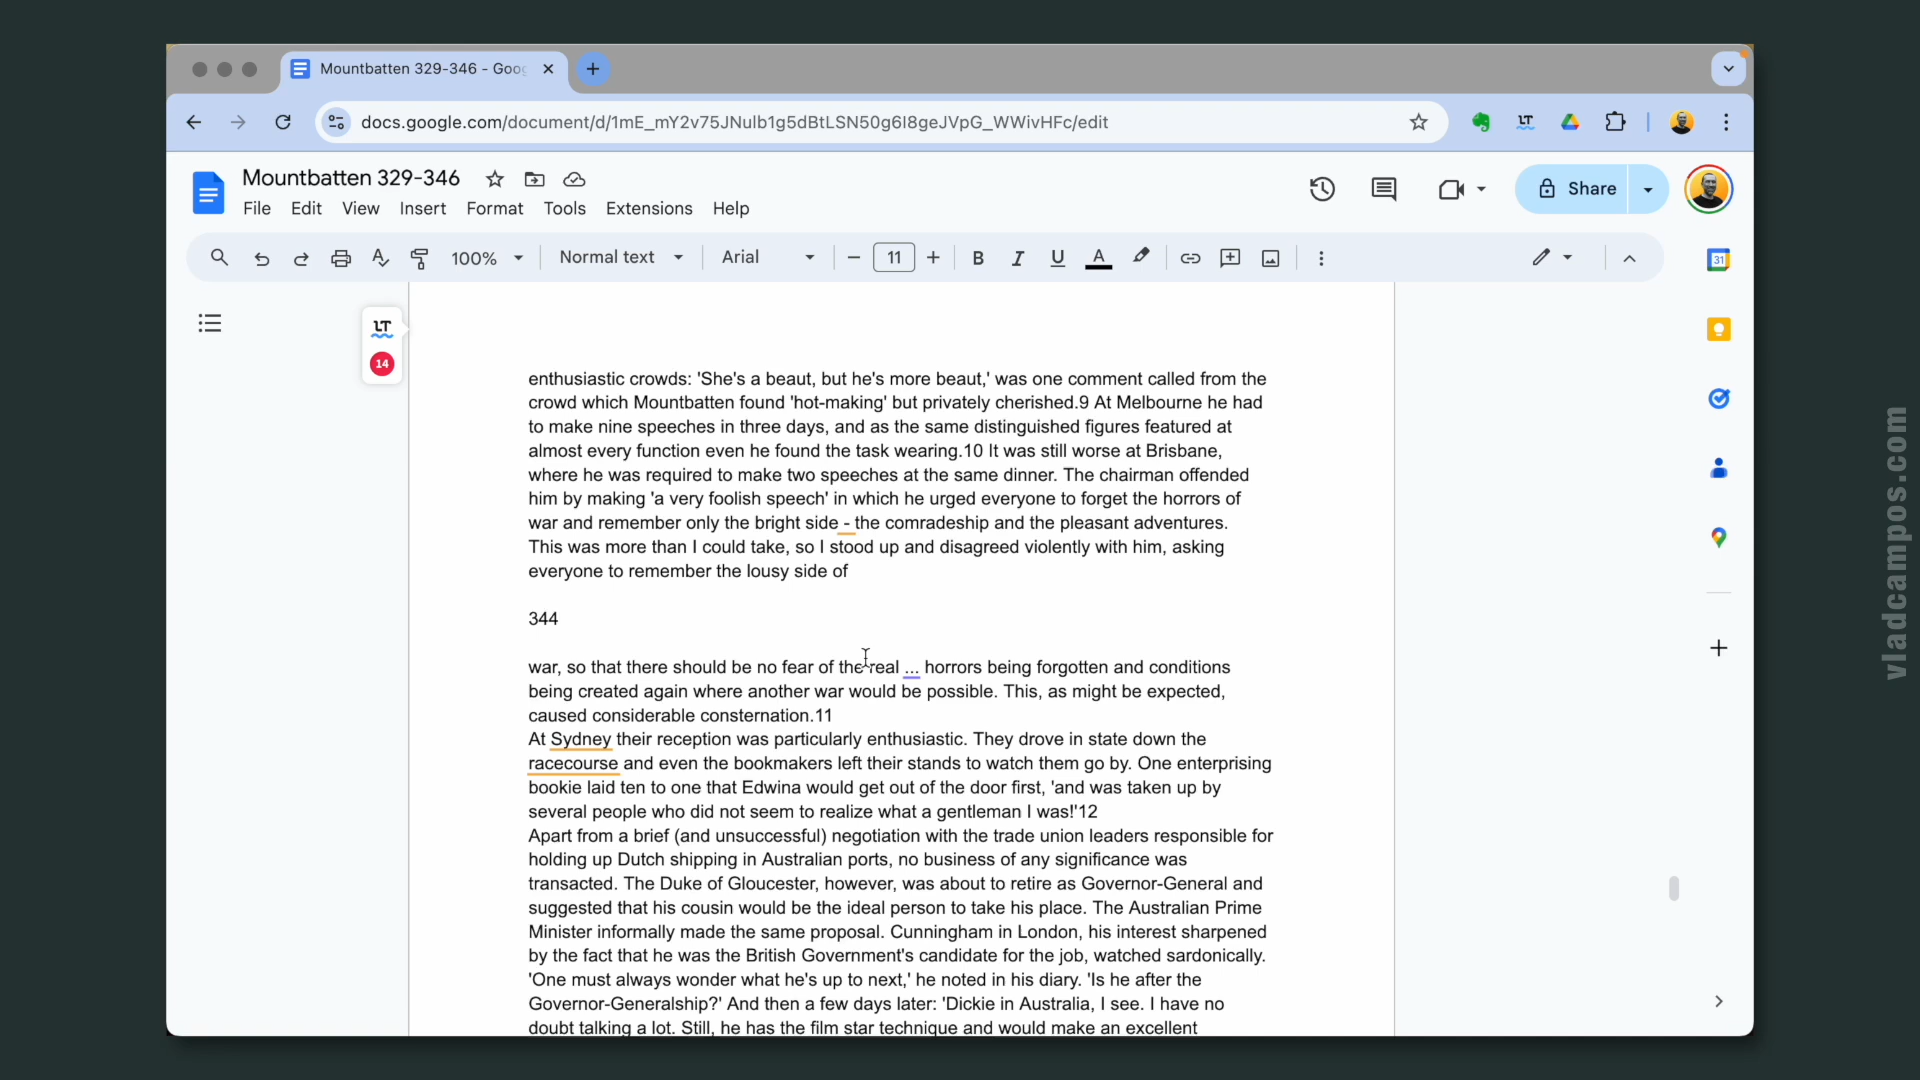 Mountbatten 329-346 - Goo
docs.google.com/document/d/1mE_mY2v75JNulb1g5dBtLSN50g6I8geJVpG_WWivHFc/edit
Mountbatten 329-346
File Edit View Insert Format Tools Extensions Help
Share
100% Normal text Arial 11 B I U A
31
LT
14
enthusiastic crowds: 'She's a beaut, but he's more beaut,' was one comment called from the
crowd which Mountbatten found 'hot-making' but privately cherished.9 At Melbourne he had
to make nine speeches in three days, and as the same distinguished figures featured at
almost every function even he found the task wearing.10 It was still worse at Brisbane,
where he was required to make two speeches at the same dinner. The chairman offended
him by making 'a very foolish speech' in which he urged everyone to forget the horrors of
war and remember only the bright side - the comradeship and the pleasant adventures.
This was more than I could take, so I stood up and disagreed violently with him, asking
everyone to remember the lousy side of
344
war, so that there should be no fear of the real ... horrors being forgotten and conditions
being created again where another war would be possible. This, as might be expected,
caused considerable consternation.11
At Sydney their reception was particularly enthusiastic. They drove in state down the
racecourse and even the bookmakers left their stands to watch them go by. One enterprising
bookie laid ten to one that Edwina would get out of the door first, 'and was taken up by
several people who did not seem to realize what a gentleman I was!'12
Apart from a brief (and unsuccessful) negotiation with the trade union leaders responsible for
holding up Dutch shipping in Australian ports, no business of any significance was
transacted. The Duke of Gloucester, however, was about to retire as Governor-General and
suggested that his cousin would be the ideal person to take his place. The Australian Prime
Minister informally made the same proposal. Cunningham in London, his interest sharpened
by the fact that he was the British Government's candidate for the job, watched sardonically.
'One must always wonder what he's up to next,' he noted in his diary. 'Is he after the
Governor-Generalship?' And then a few days later: 'Dickie in Australia, I see. I have no
doubt talking a lot. Still, he has the film star technique and would make an excellent
vladcampos.com